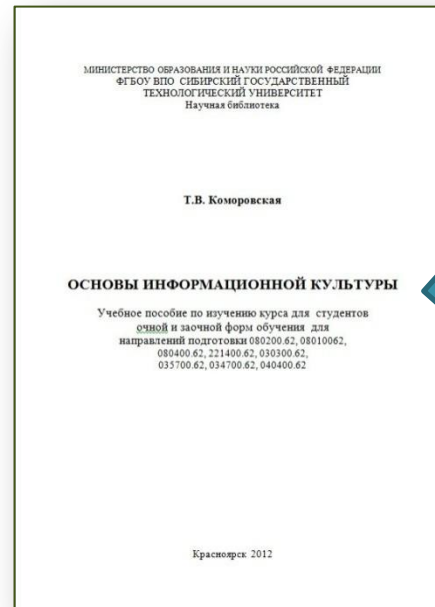 МИНИСТЕРСТВО ОБРАЗОВАНИЯ И НАУКИ РОССИЙСКОЙ ФЕДЕРАЦИИ
ФГБОУ ВПО СИБИРСКИЙ ГОСУДАРСТВЕННЫЙ
ТЕХНОЛОГИЧЕСКИЙ УНИВЕРСИТЕТ
Научная библиотека
Т.В. Коморовская
ОСНОВЫ ИНФОРМАЦИОННОЙ КУЛЬТУРЫ
Учебное пособие по изучению курса для студентов
очной и заочной форм обучения для
направлений подготовки 080200.62, 08010062,
080400.62, 221400.62, 030300.62,
035700.62, 034700.62, 040400.62
Красноярск 2012